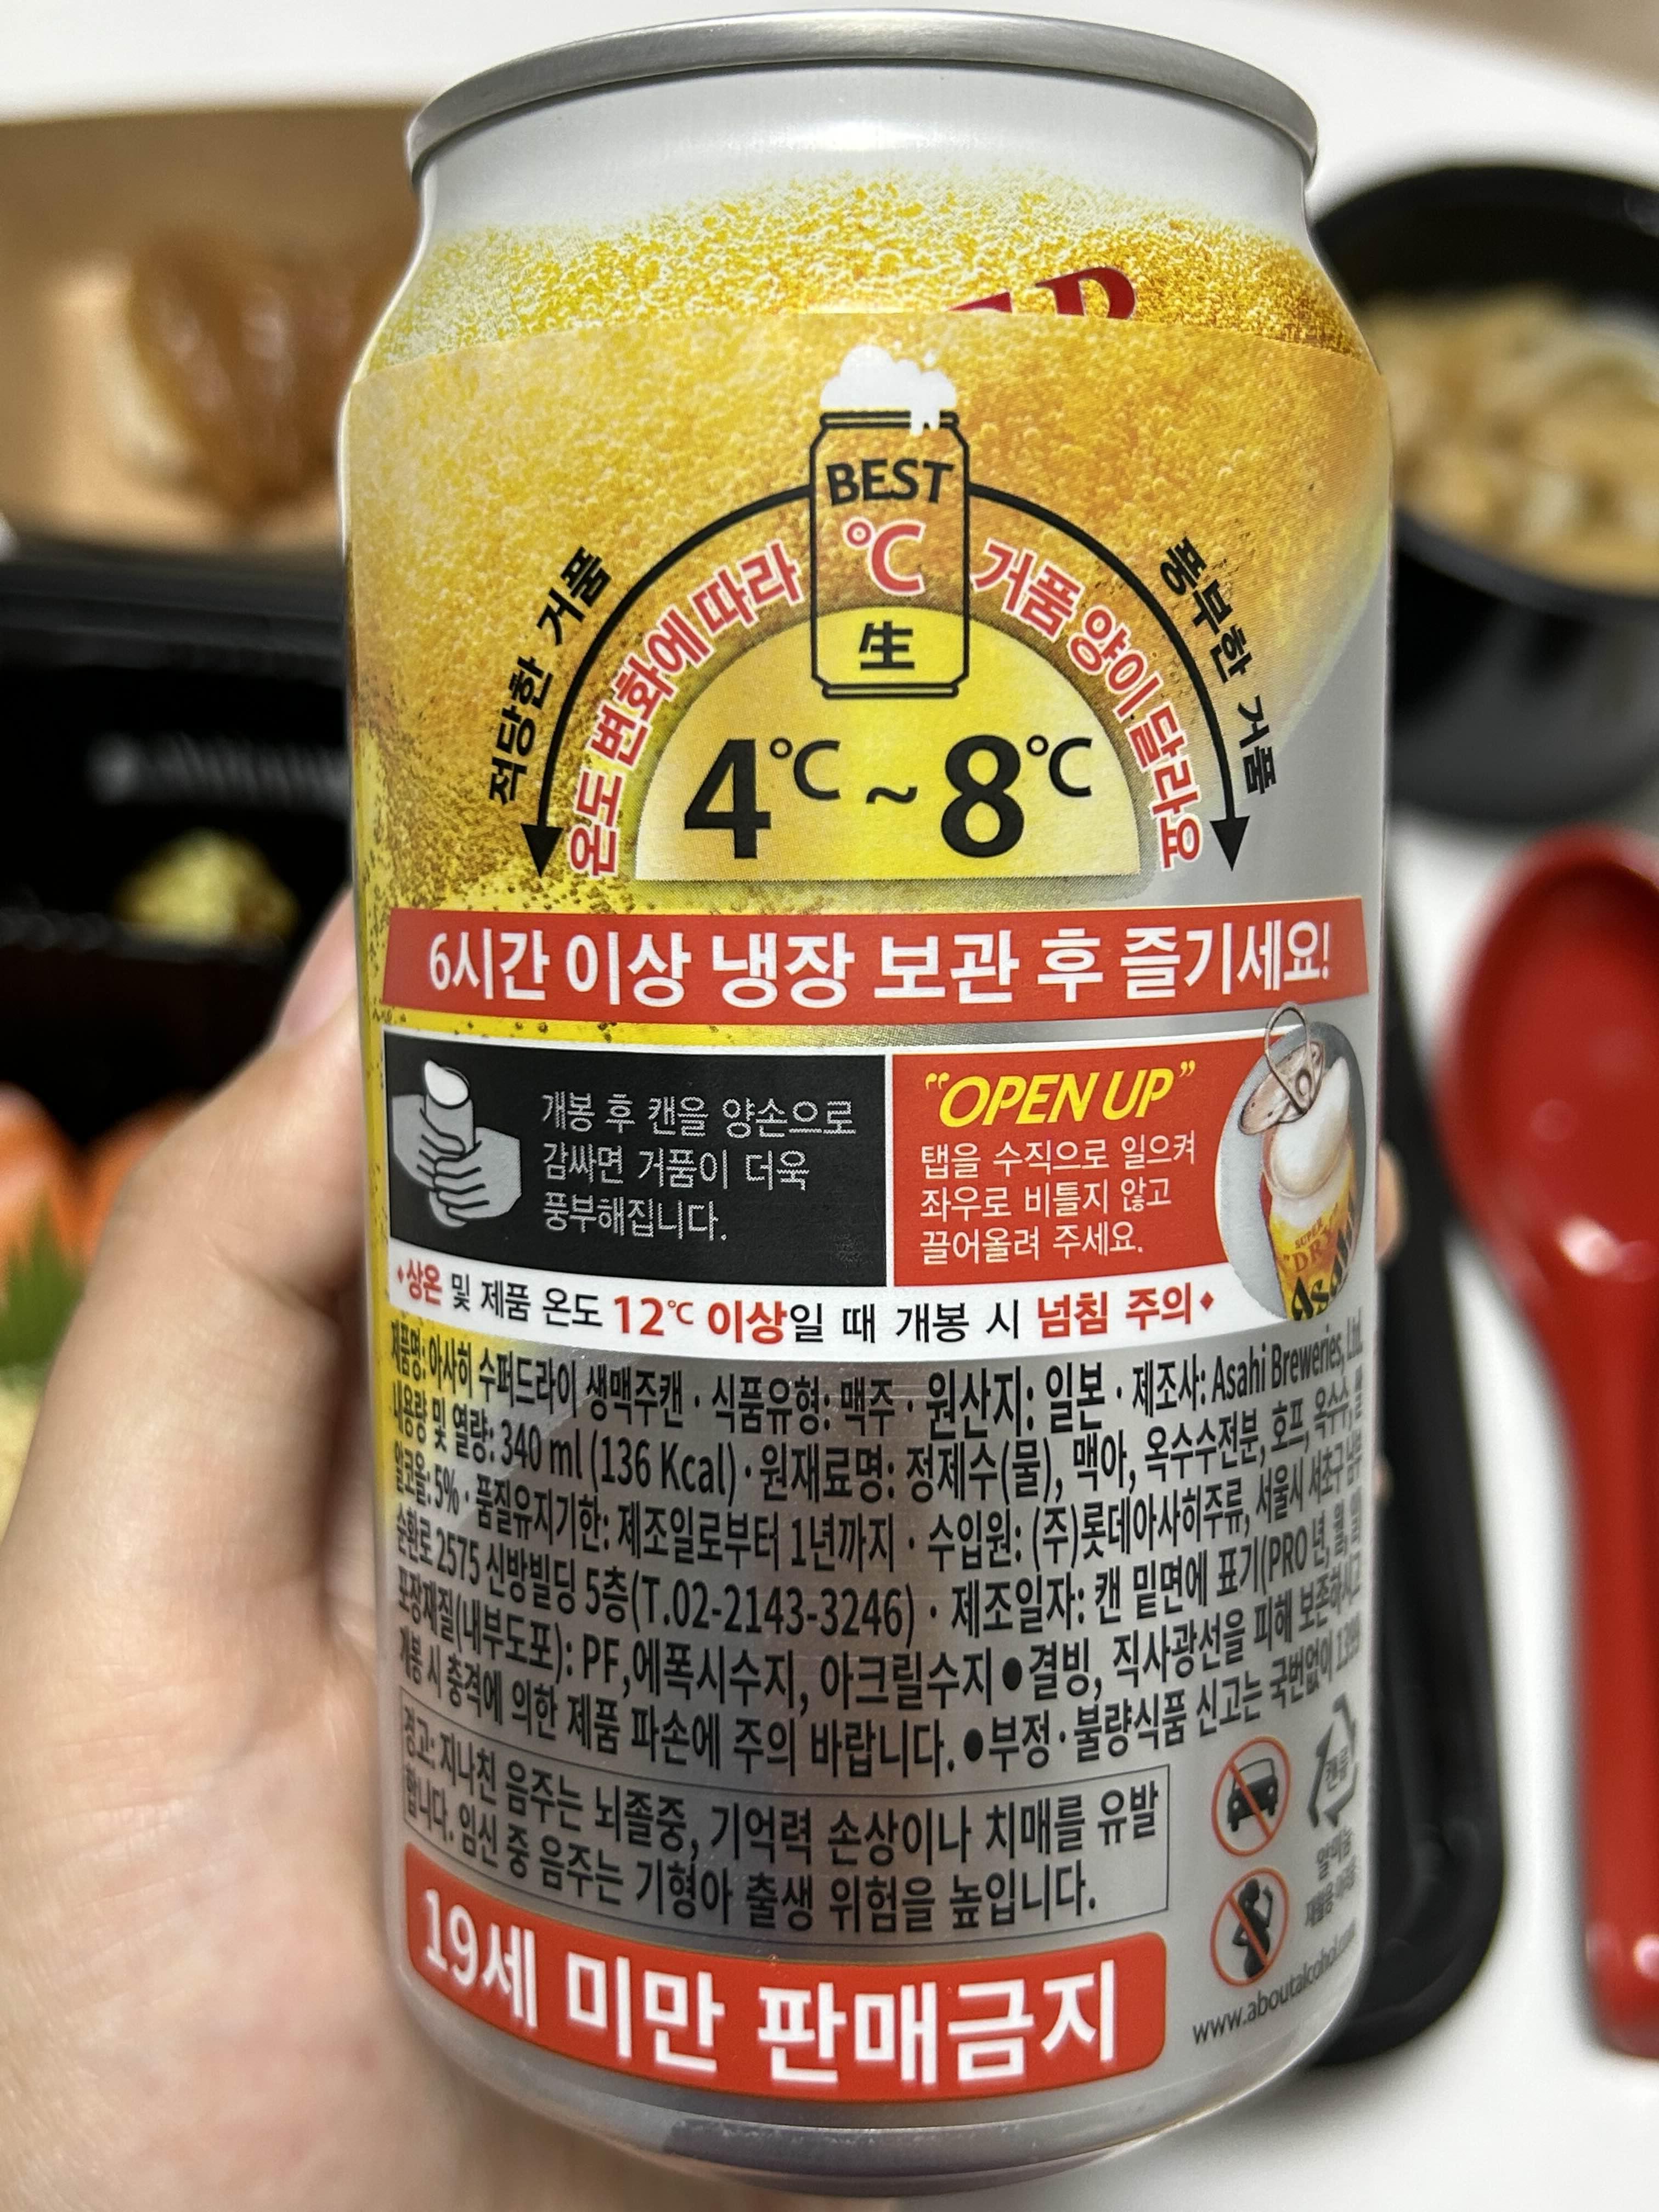 BEST
℃
生
적당한 거품
온도 변화에 따라 거품 양이 달라요
풍부한 거품
4℃ ~ 8℃
6시간 이상 냉장 보관 후 즐기세요!
개봉 후 캔을 양손으로
감싸면 거품이 더욱
풍부해집니다.
"OPEN UP"
탭을 수직으로 일으켜
좌우로 비틀지 않고
끌어올려 주세요.
SUPER
"DRY"
Asahi
♦상온 및 제품 온도 12℃ 이상일 때 개봉 시 넘침 주의♦
제품명: 아사히 수퍼드라이 생맥주캔 · 식품유형: 맥주 · 원산지: 일본 · 제조사: Asahi Breweries, Ltd.
내용량 및 열량: 340 ml (136 Kcal) · 원재료명: 정제수(물), 맥아, 옥수수전분, 호프, 옥수수,
알코올: 5% · 품질유지기한: 제조일로부터 1년까지 · 수입원: (주)롯데아사히주류, 서울시 서초구
순환로 2575 신방빌딩 5층(T.02-2143-3246) · 제조일자: 캔 밑면에 표기(PRO 년,
포장재질(내부도포): PF,에폭시수지, 아크릴수지 ●결빙, 직사광선을 피해 보존하시고
개봉 시 충격에 의한 제품 파손에 주의 바랍니다. ●부정·불량식품 신고는 국번없이 1399
경고: 지나친 음주는 뇌졸중, 기억력 손상이나 치매를 유발
합니다. 임신 중 음주는 기형아 출생 위험을 높입니다.
캔류
알미늄
19세 미만 판매금지
www.aboutalcohol.com